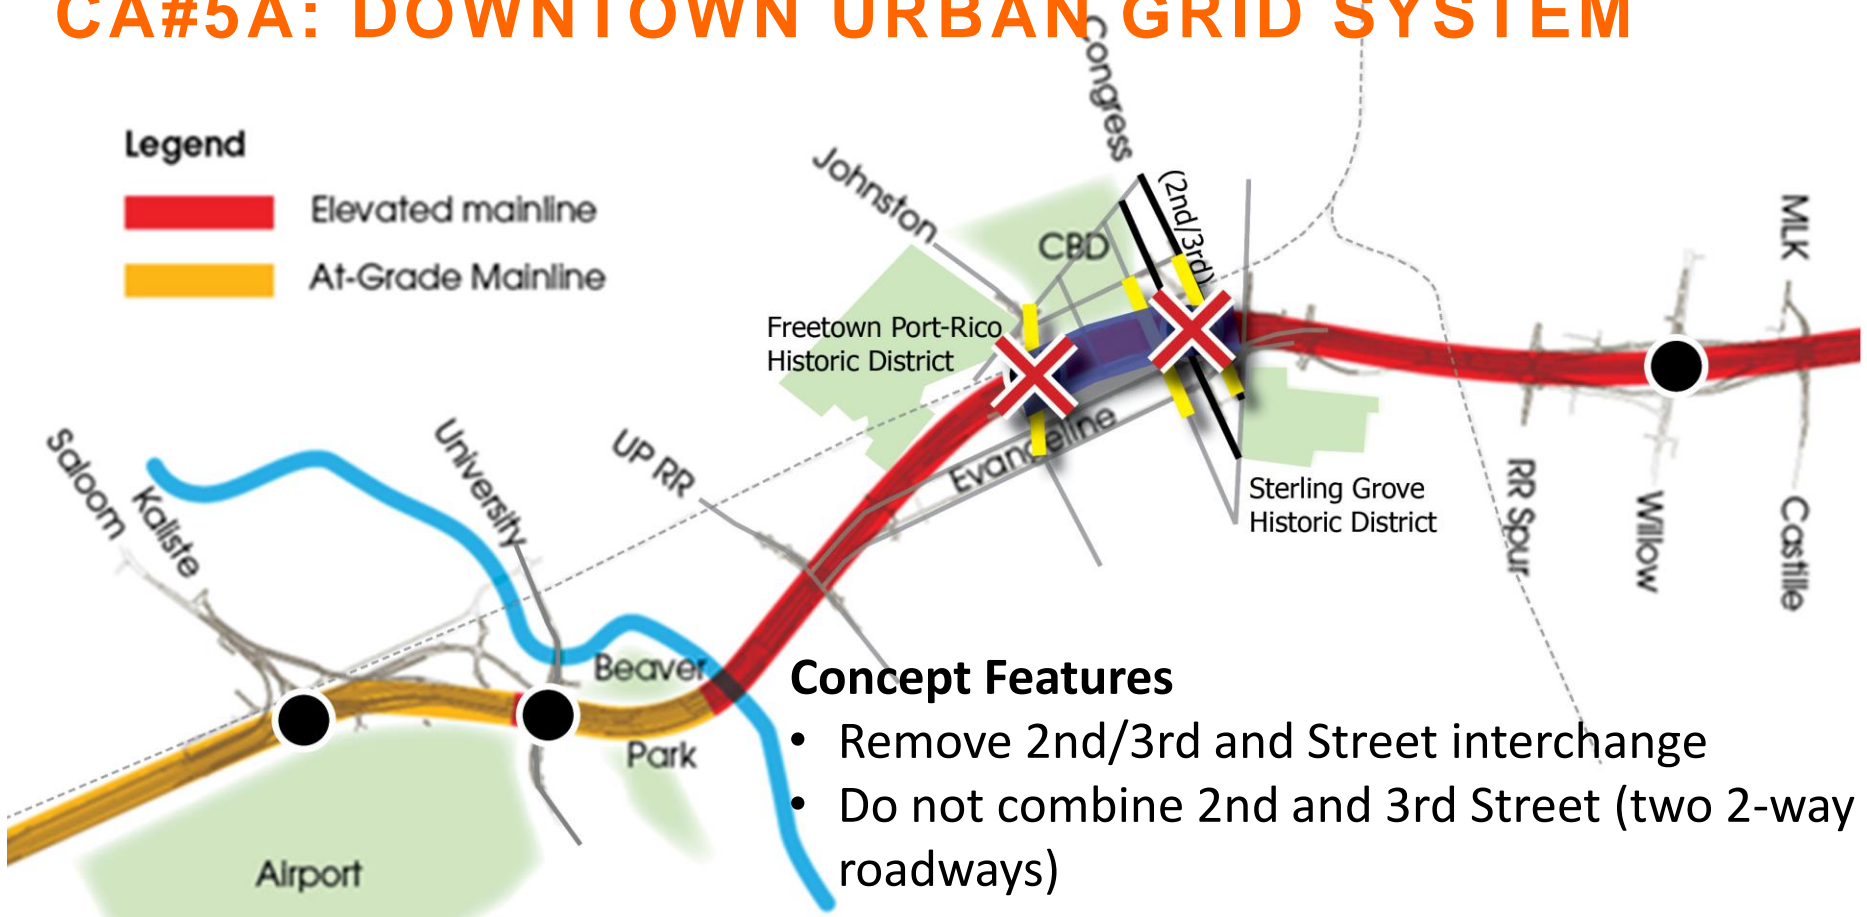 CA#5A: DOWNTOWN URBAN GRID SYSTEM
Congress
Legend
Johnston
(2nd/3rd)
Elevated mainline
MLK
CBD
At-Grade Mainline
Freetown Port-Rico
Historic District
Saloom
Kaliste
University
UP RR
Evangeline
Sterling Grove
Historic District
RR Spur
Willow
Castille
Beaver
Park
Airport
Concept Features
• Remove 2nd/3rd and Street interchange
• Do not combine 2nd and 3rd Street (two 2-way
roadways)